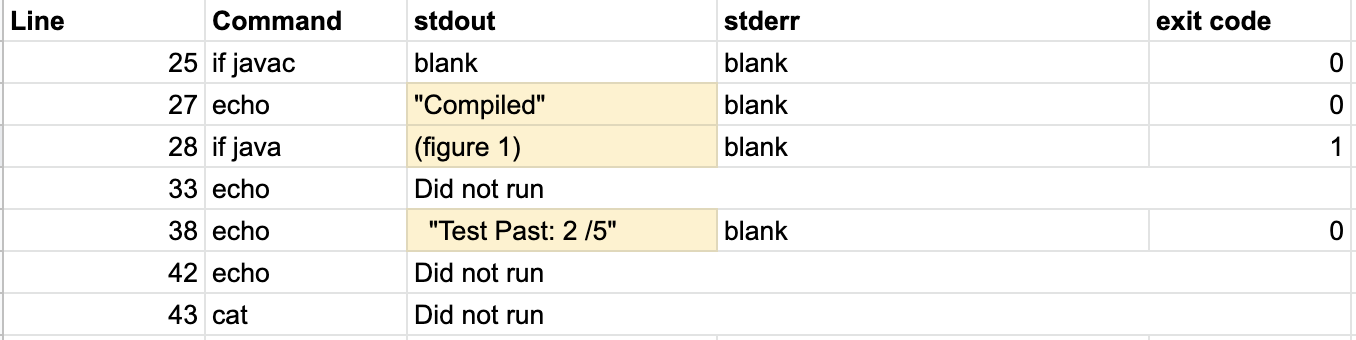 Line Command stdout stderr exit code
25 if javac blank blank 0
27 echo "Compiled" blank 0
28 if java (figure 1) blank 1
33 echo Did not run
38 echo "Test Past: 2 /5" blank 0
42 echo Did not run
43 cat Did not run